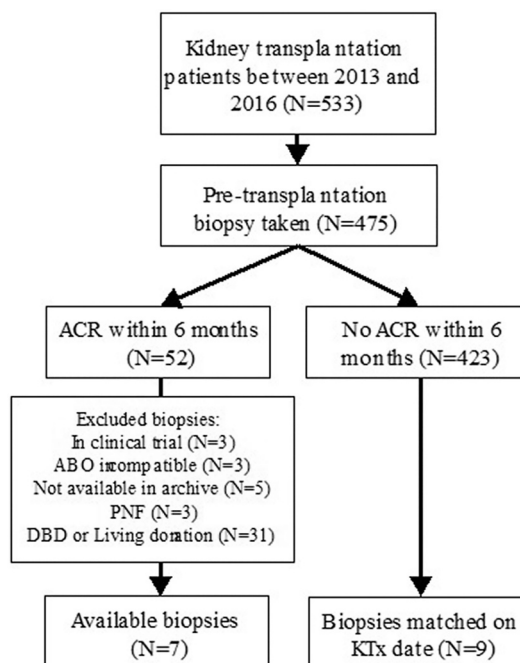 Kidney transplantation
patients between 2013 and
2016 (N=533)
Pre-transplantation
biopsy taken (N=475)
ACR within 6 months
(N=52)
No ACR within 6
months (N=423)
Excluded biopsies:
In clinical trial (N=3)
ABO incompatible (N=3)
Not available in archive (N=5)
PNF (N=3)
DBD or Living donation (N=31)
Available biopsies
(N=7)
Biopsies matched on
KTx date (N=9)